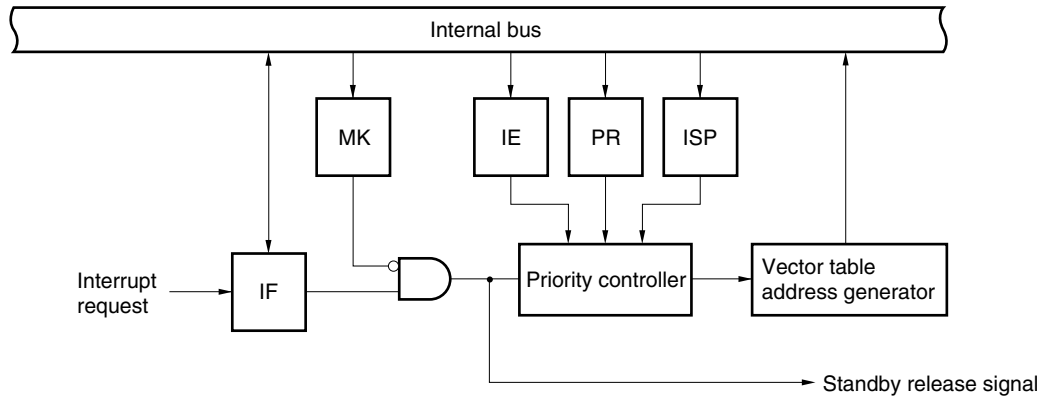 Internal bus
MK
IE
PR
ISP
Interrupt
request
IF
Priority controller
Vector table
address generator
Standby release signal